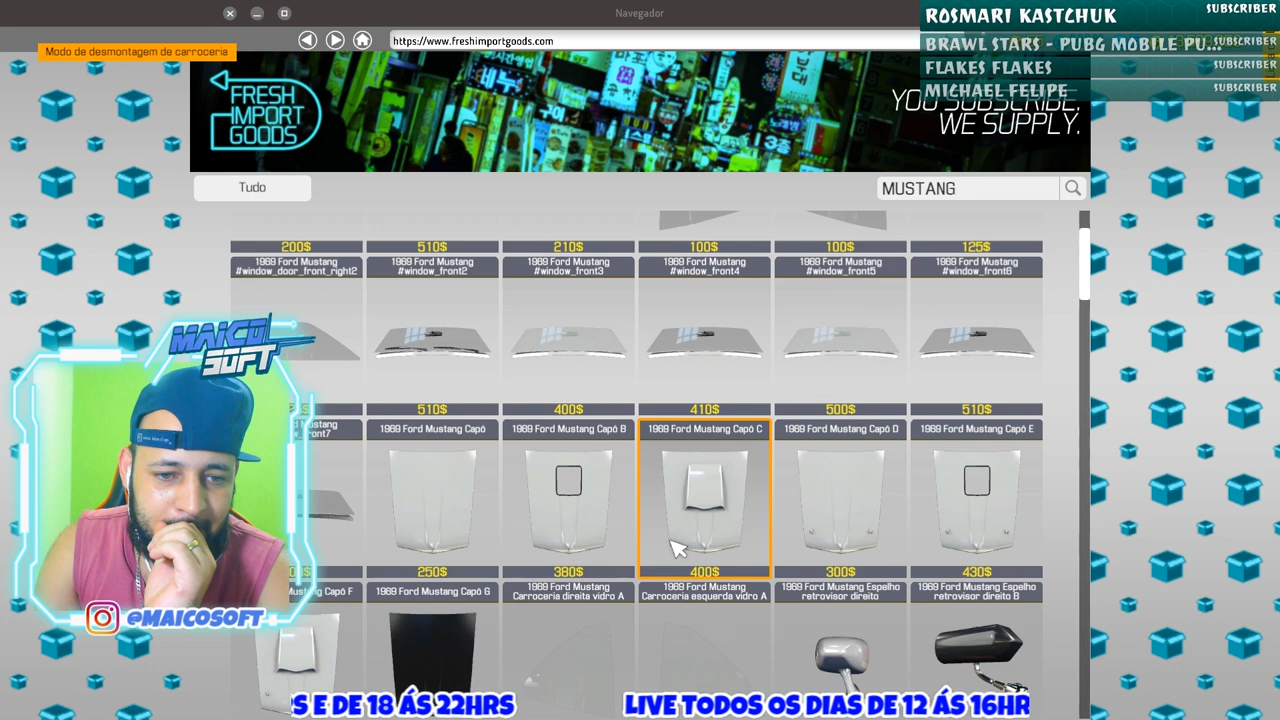 Navegador
ROSMARI KASTCHUK
SUBSCRIBER
https://www.freshimportgoods.com
Modo de desmontagem de carroceria
BRAWL STARS - PUBG MOBILE PU...
SUBSCRIBER
FLAKES FLAKES
SUBSCRIBER
MICHAEL FELIPE
SUBSCRIBER
FRESH
IMPORT
GOODS
YOU SUBSCRIBE,
WE SUPPLY.
Tudo
MUSTANG
200$ 510$ 210$ 100$ 100$ 125$
1969 Ford Mustang
#window_door_front_right2
1969 Ford Mustang
#window_front2
1969 Ford Mustang
#window_front3
1969 Ford Mustang
#window_front4
1969 Ford Mustang
#window_front5
1969 Ford Mustang
#window_front6
MAICO
SOFT
510$ 400$ 410$ 500$ 510$
Mustang
front7
1969 Ford Mustang Capô
1969 Ford Mustang Capô B
1969 Ford Mustang Capô C
1969 Ford Mustang Capô D
1969 Ford Mustang Capô E
250$ 380$ 400$ 300$ 430$
Mustang Capô F
1969 Ford Mustang Capô G
1969 Ford Mustang
Carroceria direita vidro A
1969 Ford Mustang
Carroceria esquerda vidro A
1969 Ford Mustang Espelho
retrovisor direito
1969 Ford Mustang Espelho
retrovisor direito B
@MAICOSOFT
S E DE 18 ÁS 22HRS
LIVE TODOS OS DIAS DE 12 ÁS 16HR